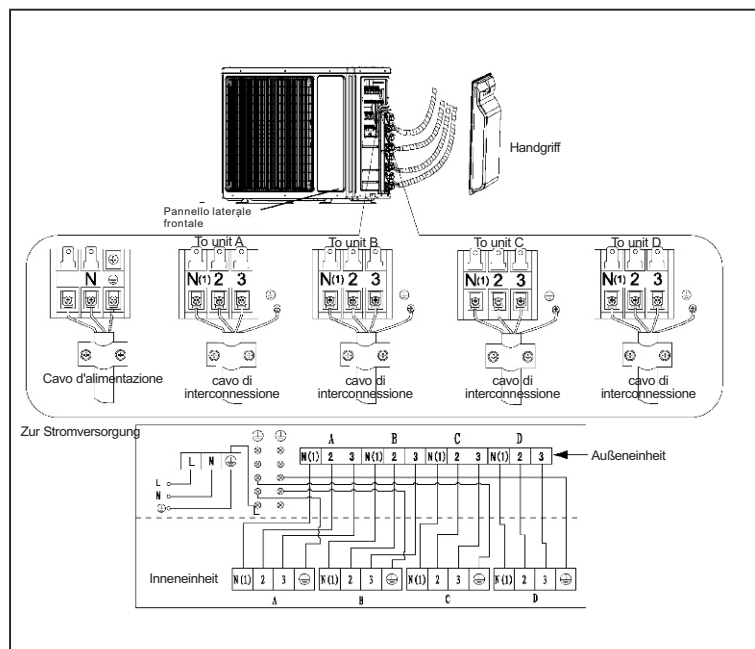 Handgriff
Pannello laterale
frontale
To unit A
To unit B
To unit C
To unit D
N
N(1) 2 3
N(1) 2 3
N(1) 2 3
N(1) 2 3
Cavo d'alimentazione
cavo di
interconnessione
cavo di
interconnessione
cavo di
interconnessione
cavo di
interconnessione
Zur Stromversorgung
A B C D
N(1) 2 3 N(1) 2 3 N(1) 2 3 N(1) 2 3
Außeneinheit
L N
L
N
Inneneinheit
N(1) 2 3 N(1) 2 3 N(1) 2 3 N(1) 2 3
A B C D